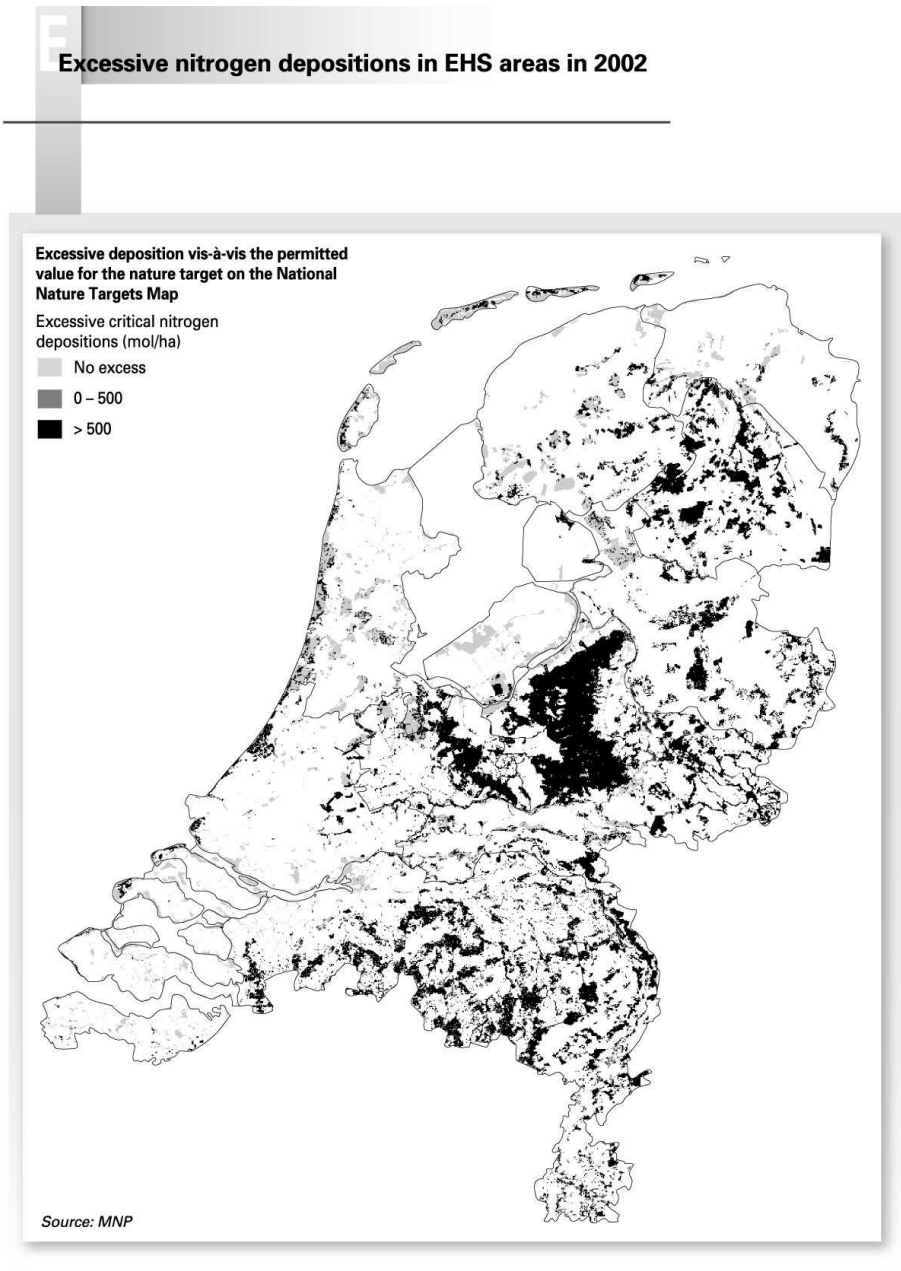 E
Excessive nitrogen depositions in EHS areas in 2002
Excessive deposition vis-à-vis the permitted
value for the nature target on the National
Nature Targets Map
Excessive critical nitrogen
depositions (mol/ha)
No excess
0 – 500
> 500
Source: MNP